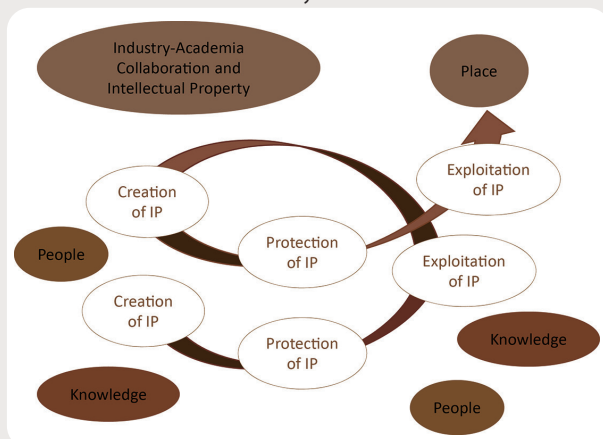 Industry-Academia
Collaboration and
Intellectual Property
Place
Exploitation
of IP
Creation
of IP
Protection
of IP
People
Exploitation
of IP
Creation
of IP
Protection
of IP
Knowledge
Knowledge
People